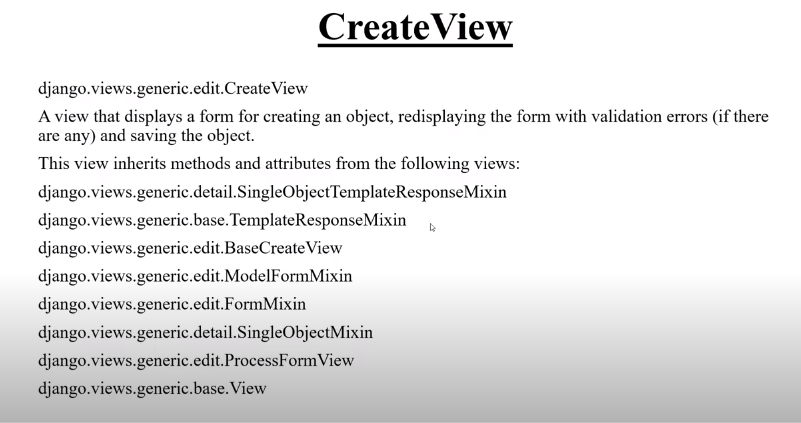 CreateView
django.views.generic.edit.CreateView
A view that displays a form for creating an object, redisplaying the form with validation errors (if there
are any) and saving the object.
This view inherits methods and attributes from the following views:
django.views.generic.detail.SingleObjectTemplateResponseMixin
django.views.generic.base.TemplateResponseMixin
django.views.generic.edit.BaseCreateView
django.views.generic.edit.ModelFormMixin
django.views.generic.edit.FormMixin
django.views.generic.detail.SingleObjectMixin
django.views.generic.edit.ProcessFormView
django.views.generic.base.View